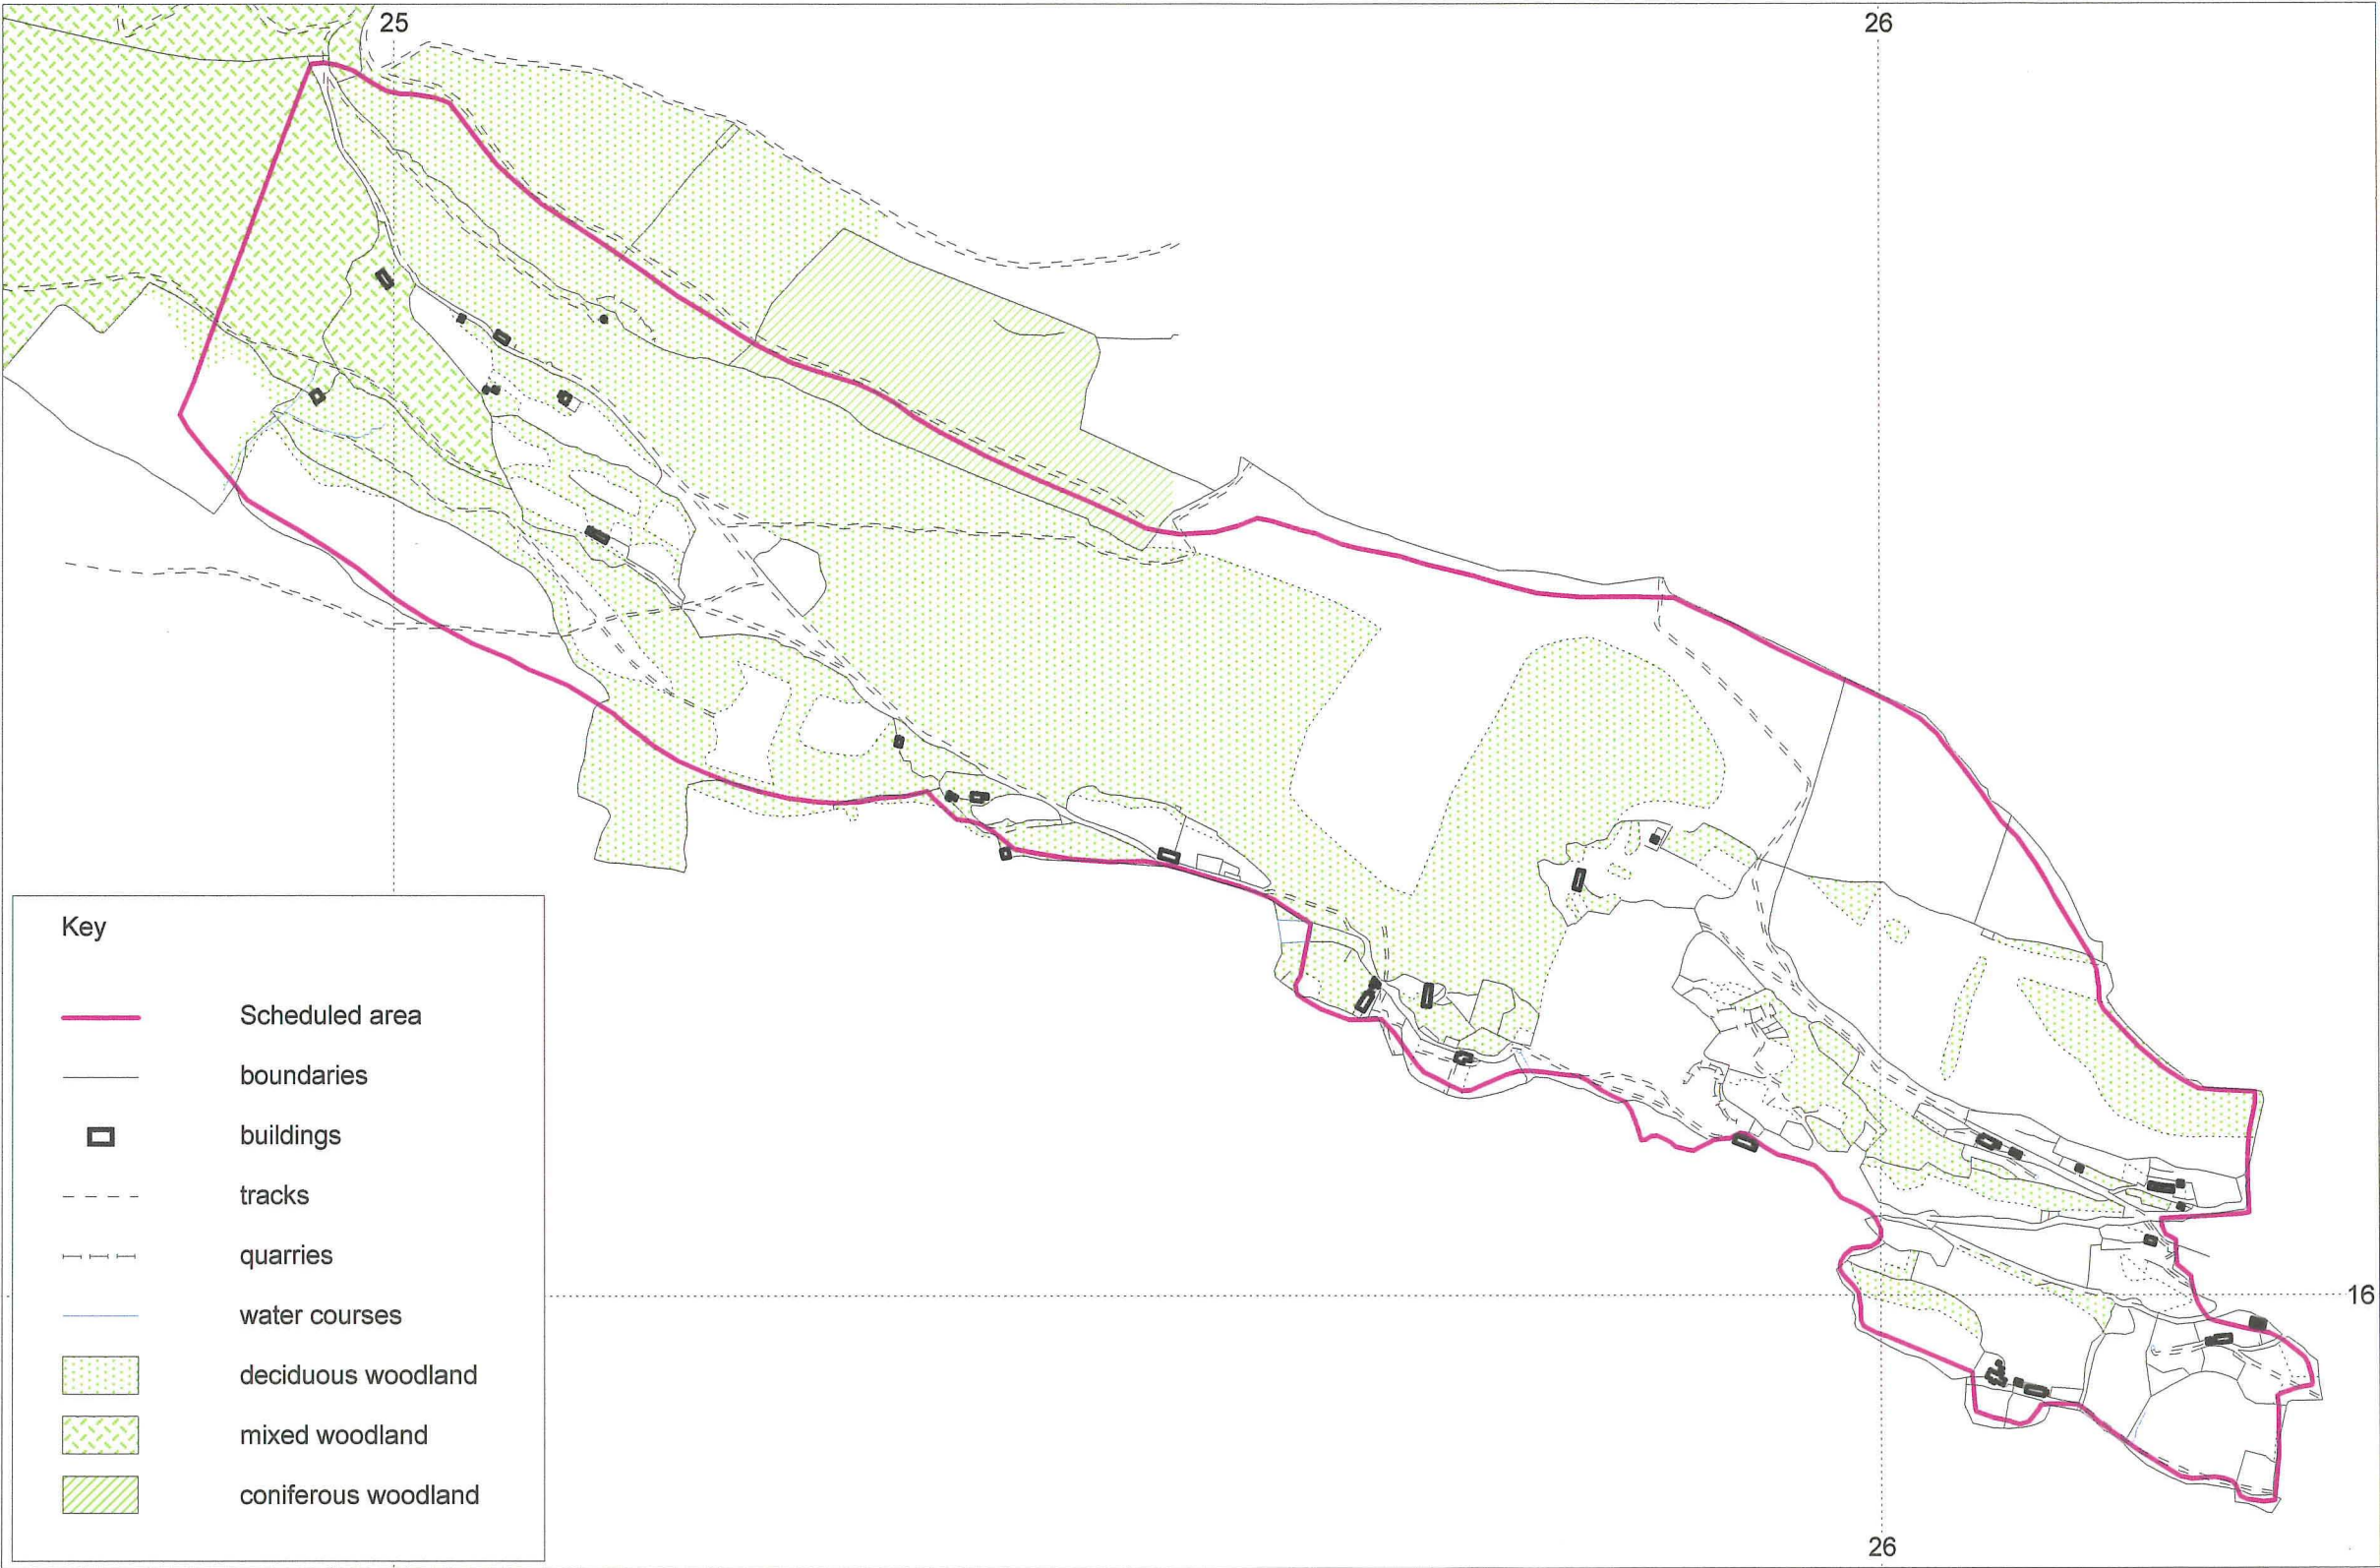 25
26
Key
Scheduled area
boundaries
buildings
tracks
quarries
water courses
deciduous woodland
mixed woodland
coniferous woodland
16
26